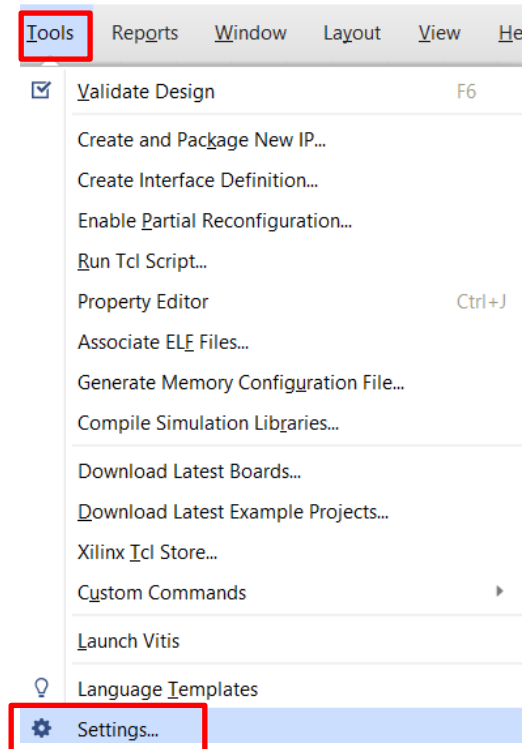 Tools Reports Window Layout View He
Validate Design F6
Create and Package New IP...
Create Interface Definition...
Enable Partial Reconfiguration...
Run Tcl Script...
Property Editor Ctrl+J
Associate ELF Files...
Generate Memory Configuration File...
Compile Simulation Libraries...
Download Latest Boards...
Download Latest Example Projects...
Xilinx Tcl Store...
Custom Commands
Launch Vitis
Language Templates
Settings...